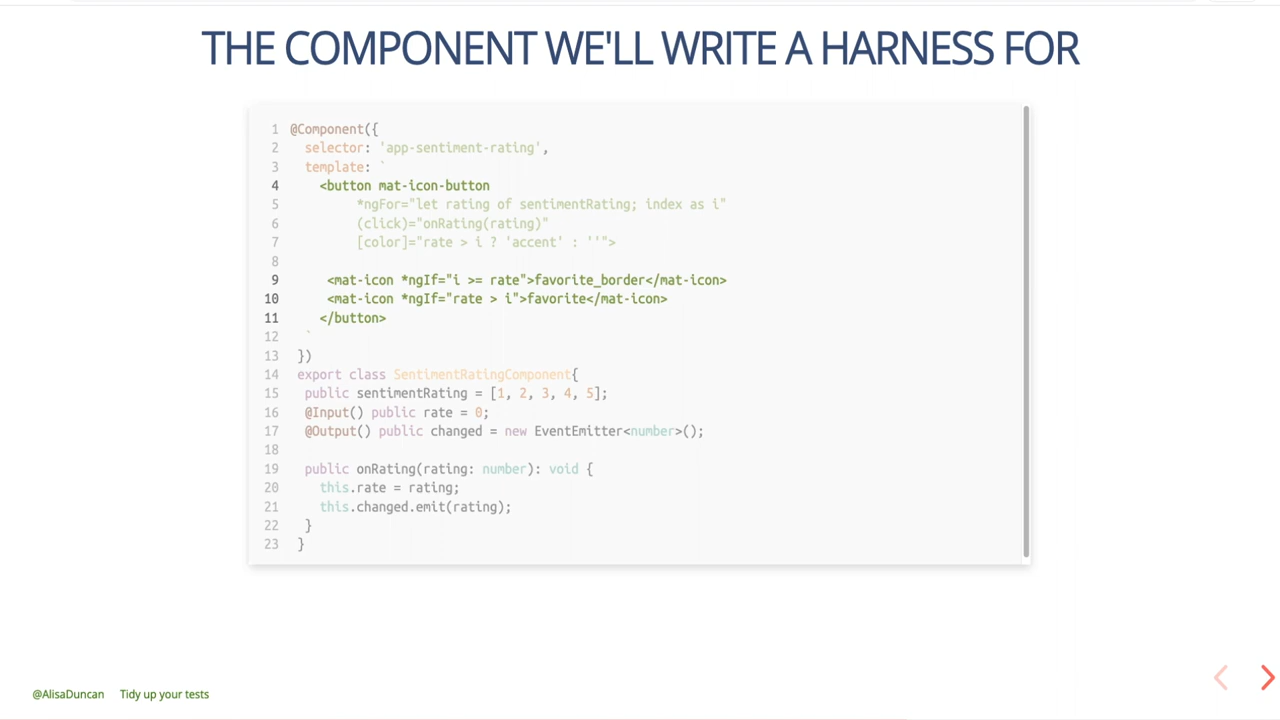 THE COMPONENT WE'LL WRITE A HARNESS FOR
1 @Component({
2 selector: 'app-sentiment-rating',
3 template: `
4 <button mat-icon-button
5 *ngFor="let rating of sentimentRating; index as i"
6 (click)="onRating(rating)"
7 [color]="rate > i ? 'accent' : ''">
8
9 <mat-icon *ngIf="i >= rate">favorite_border</mat-icon>
10 <mat-icon *ngIf="rate > i">favorite</mat-icon>
11 </button>
12 `
13 })
14 export class SentimentRatingComponent{
15 public sentimentRating = [1, 2, 3, 4, 5];
16 @Input() public rate = 0;
17 @Output() public changed = new EventEmitter<number>();
18
19 public onRating(rating: number): void {
20 this.rate = rating;
21 this.changed.emit(rating);
22 }
23 }
@AlisaDuncan Tidy up your tests